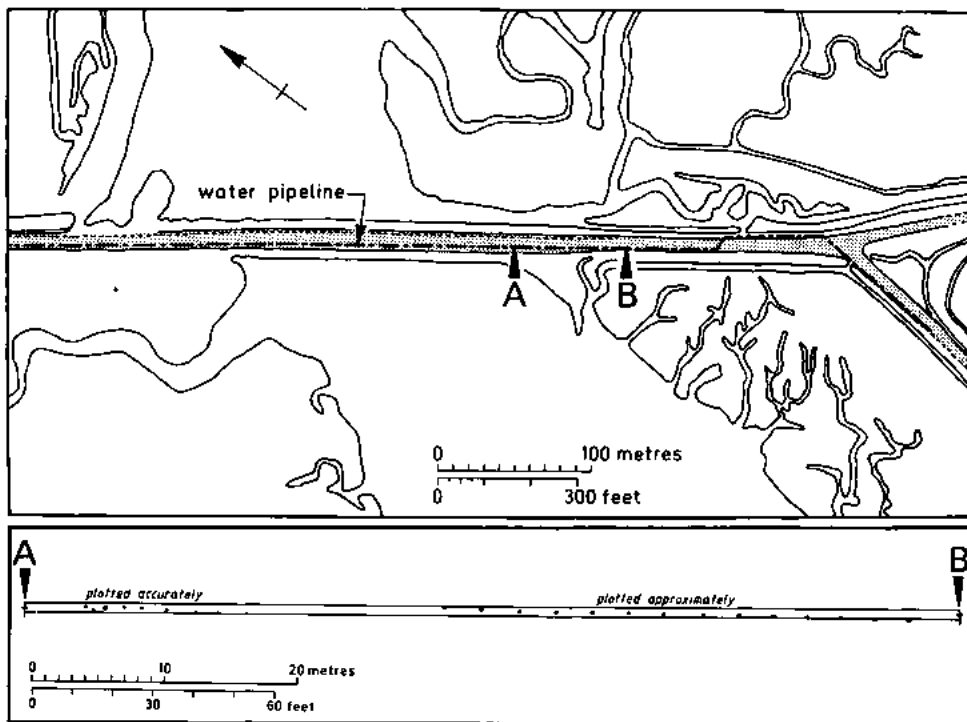 water pipeline
A B
0 100 metres
0 300 feet
A B
plotted accurately plotted approximately
0 10 20 metres
0 30 60 feet